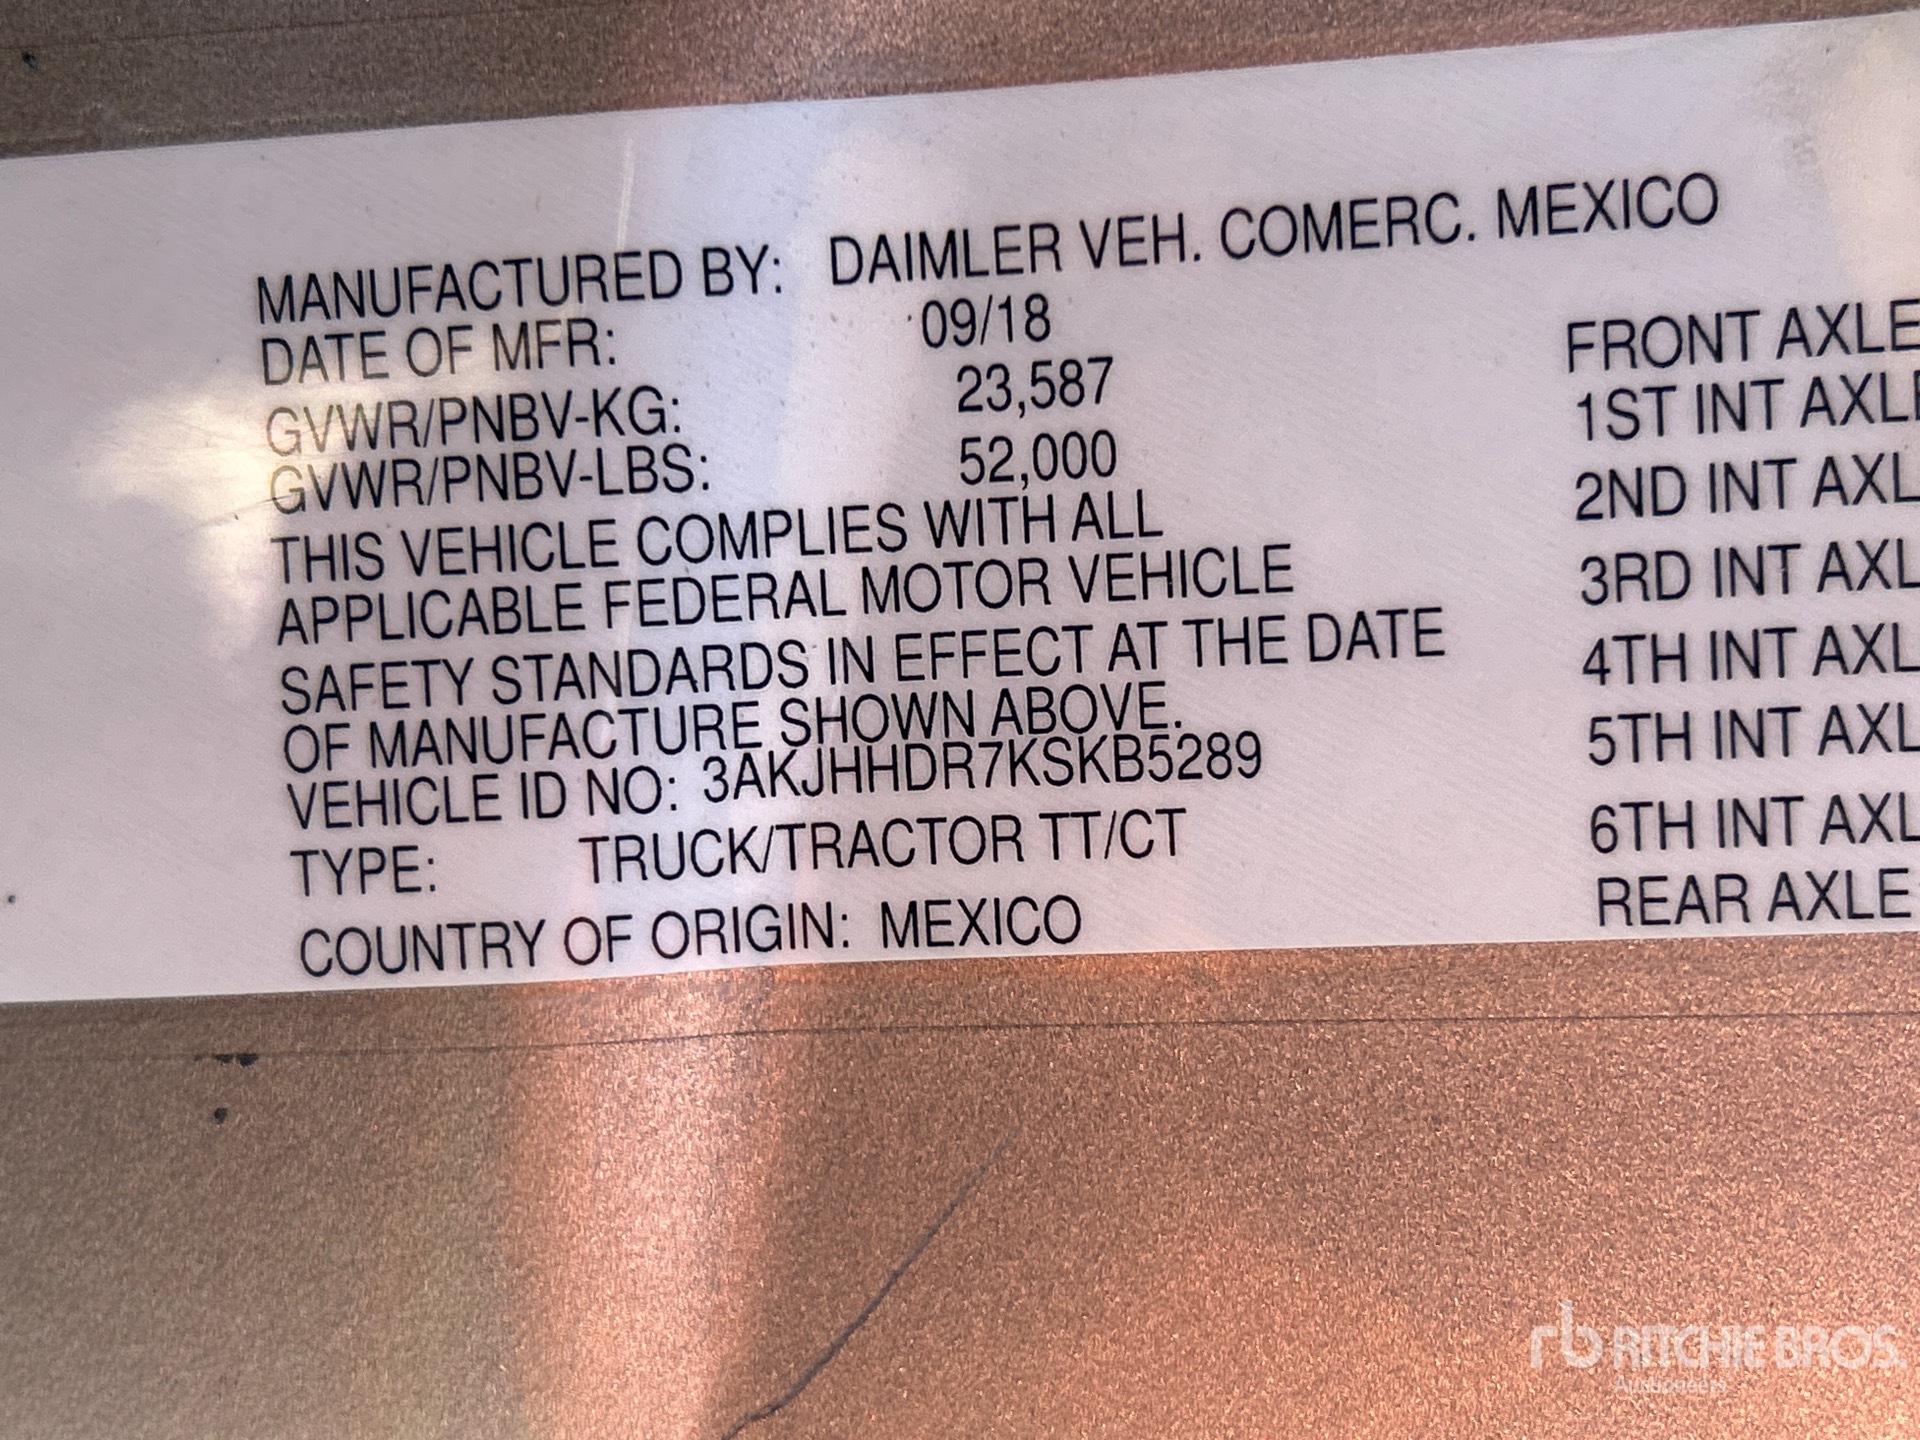 MANUFACTURED BY: DAIMLER VEH. COMERC. MEXICO
DATE OF MFR: 09/18
GVWR/PNBV-KG: 23,587
GVWR/PNBV-LBS: 52,000
THIS VEHICLE COMPLIES WITH ALL
APPLICABLE FEDERAL MOTOR VEHICLE
SAFETY STANDARDS IN EFFECT AT THE DATE
OF MANUFACTURE SHOWN ABOVE.
VEHICLE ID NO: 3AKJHHDR7KSKB5289
TYPE: TRUCK/TRACTOR TT/CT
COUNTRY OF ORIGIN: MEXICO
FRONT AXLE
1ST INT AXLE
2ND INT AXL
3RD INT AXL
4TH INT AXL
5TH INT AXL
6TH INT AXL
REAR AXLE
rb RITCHIE BROS.
Auctioneers